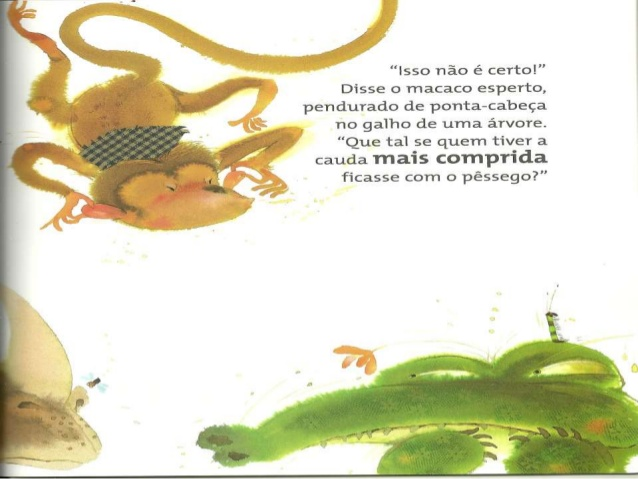 “Isso não é certo!”
Disse o macaco esperto,
pendurado de ponta-cabeça
no galho de uma árvore.
“Que tal se quem tiver a
cauda mais comprida
ficasse com o pêssego?”